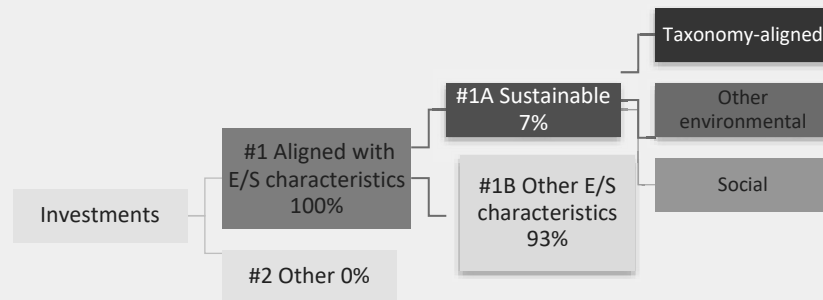 Taxonomy-aligned
#1A Sustainable
7%
Other
environmental
#1 Aligned with
E/S characteristics
100%
#1B Other E/S
characteristics
93%
Social
Investments
#2 Other 0%